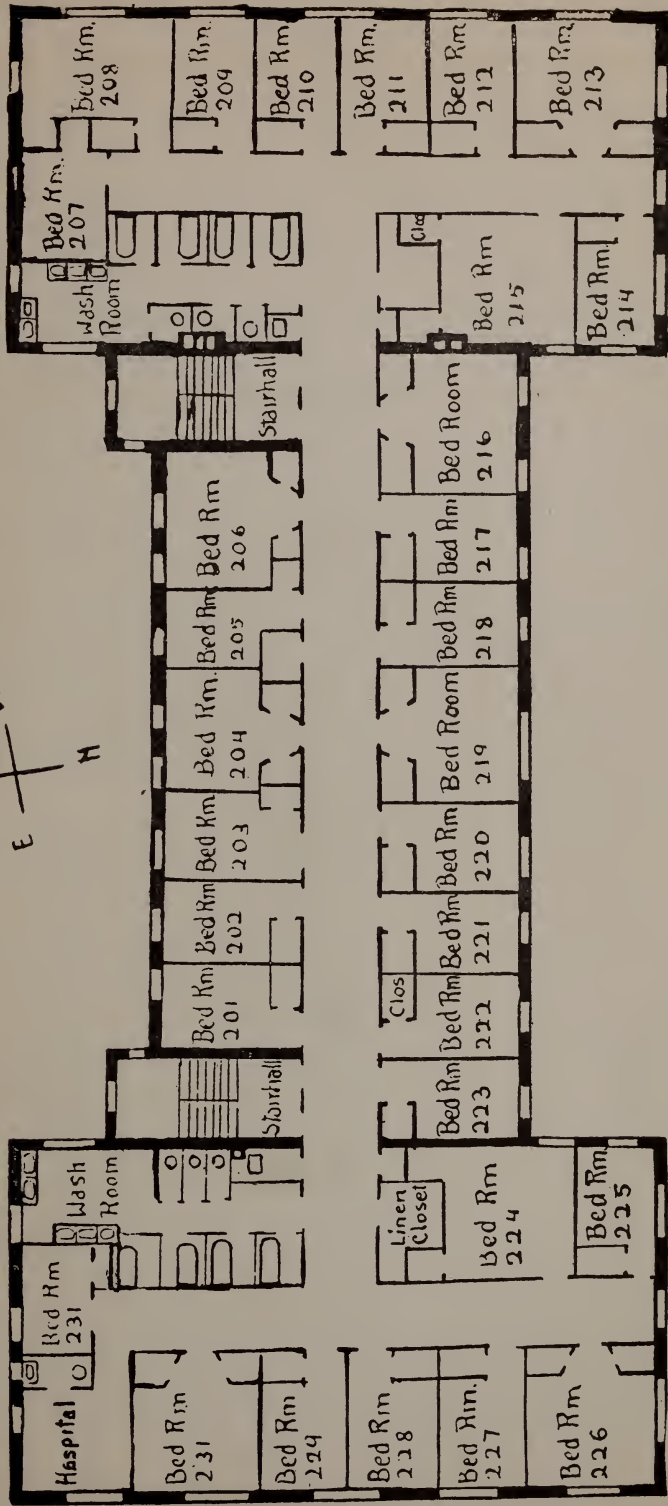 Bed Rm.
208
Bed Rm.
209
Bed Rm.
210
Bed Rm.
211
Bed Rm.
212
Bed Rm.
213
Bed Rm.
207
Wash
Room
Clos
Bed Rm
215
Bed Rm.
214
Stairhall
Bed Rm
206
Bed Rm
205
Bed Rm.
204
Bed Rm
203
Bed Rm
202
Bed Rm
201
Stairhall
Bed Room
216
Bed Rm
217
Bed Rm
218
Bed Room
219
Bed Rm
220
Bed Rm
221
Clos
Bed Rm
222
Bed Rm
223
E
N
Wash
Room
Bed Rm
231
Hospital
Linen
Closet
Bed Rm
224
Bed Rm.
225
Bed Rm
231
Bed Rm
229
Bed Rm
228
Bed Rm.
227
Bed Rm
226